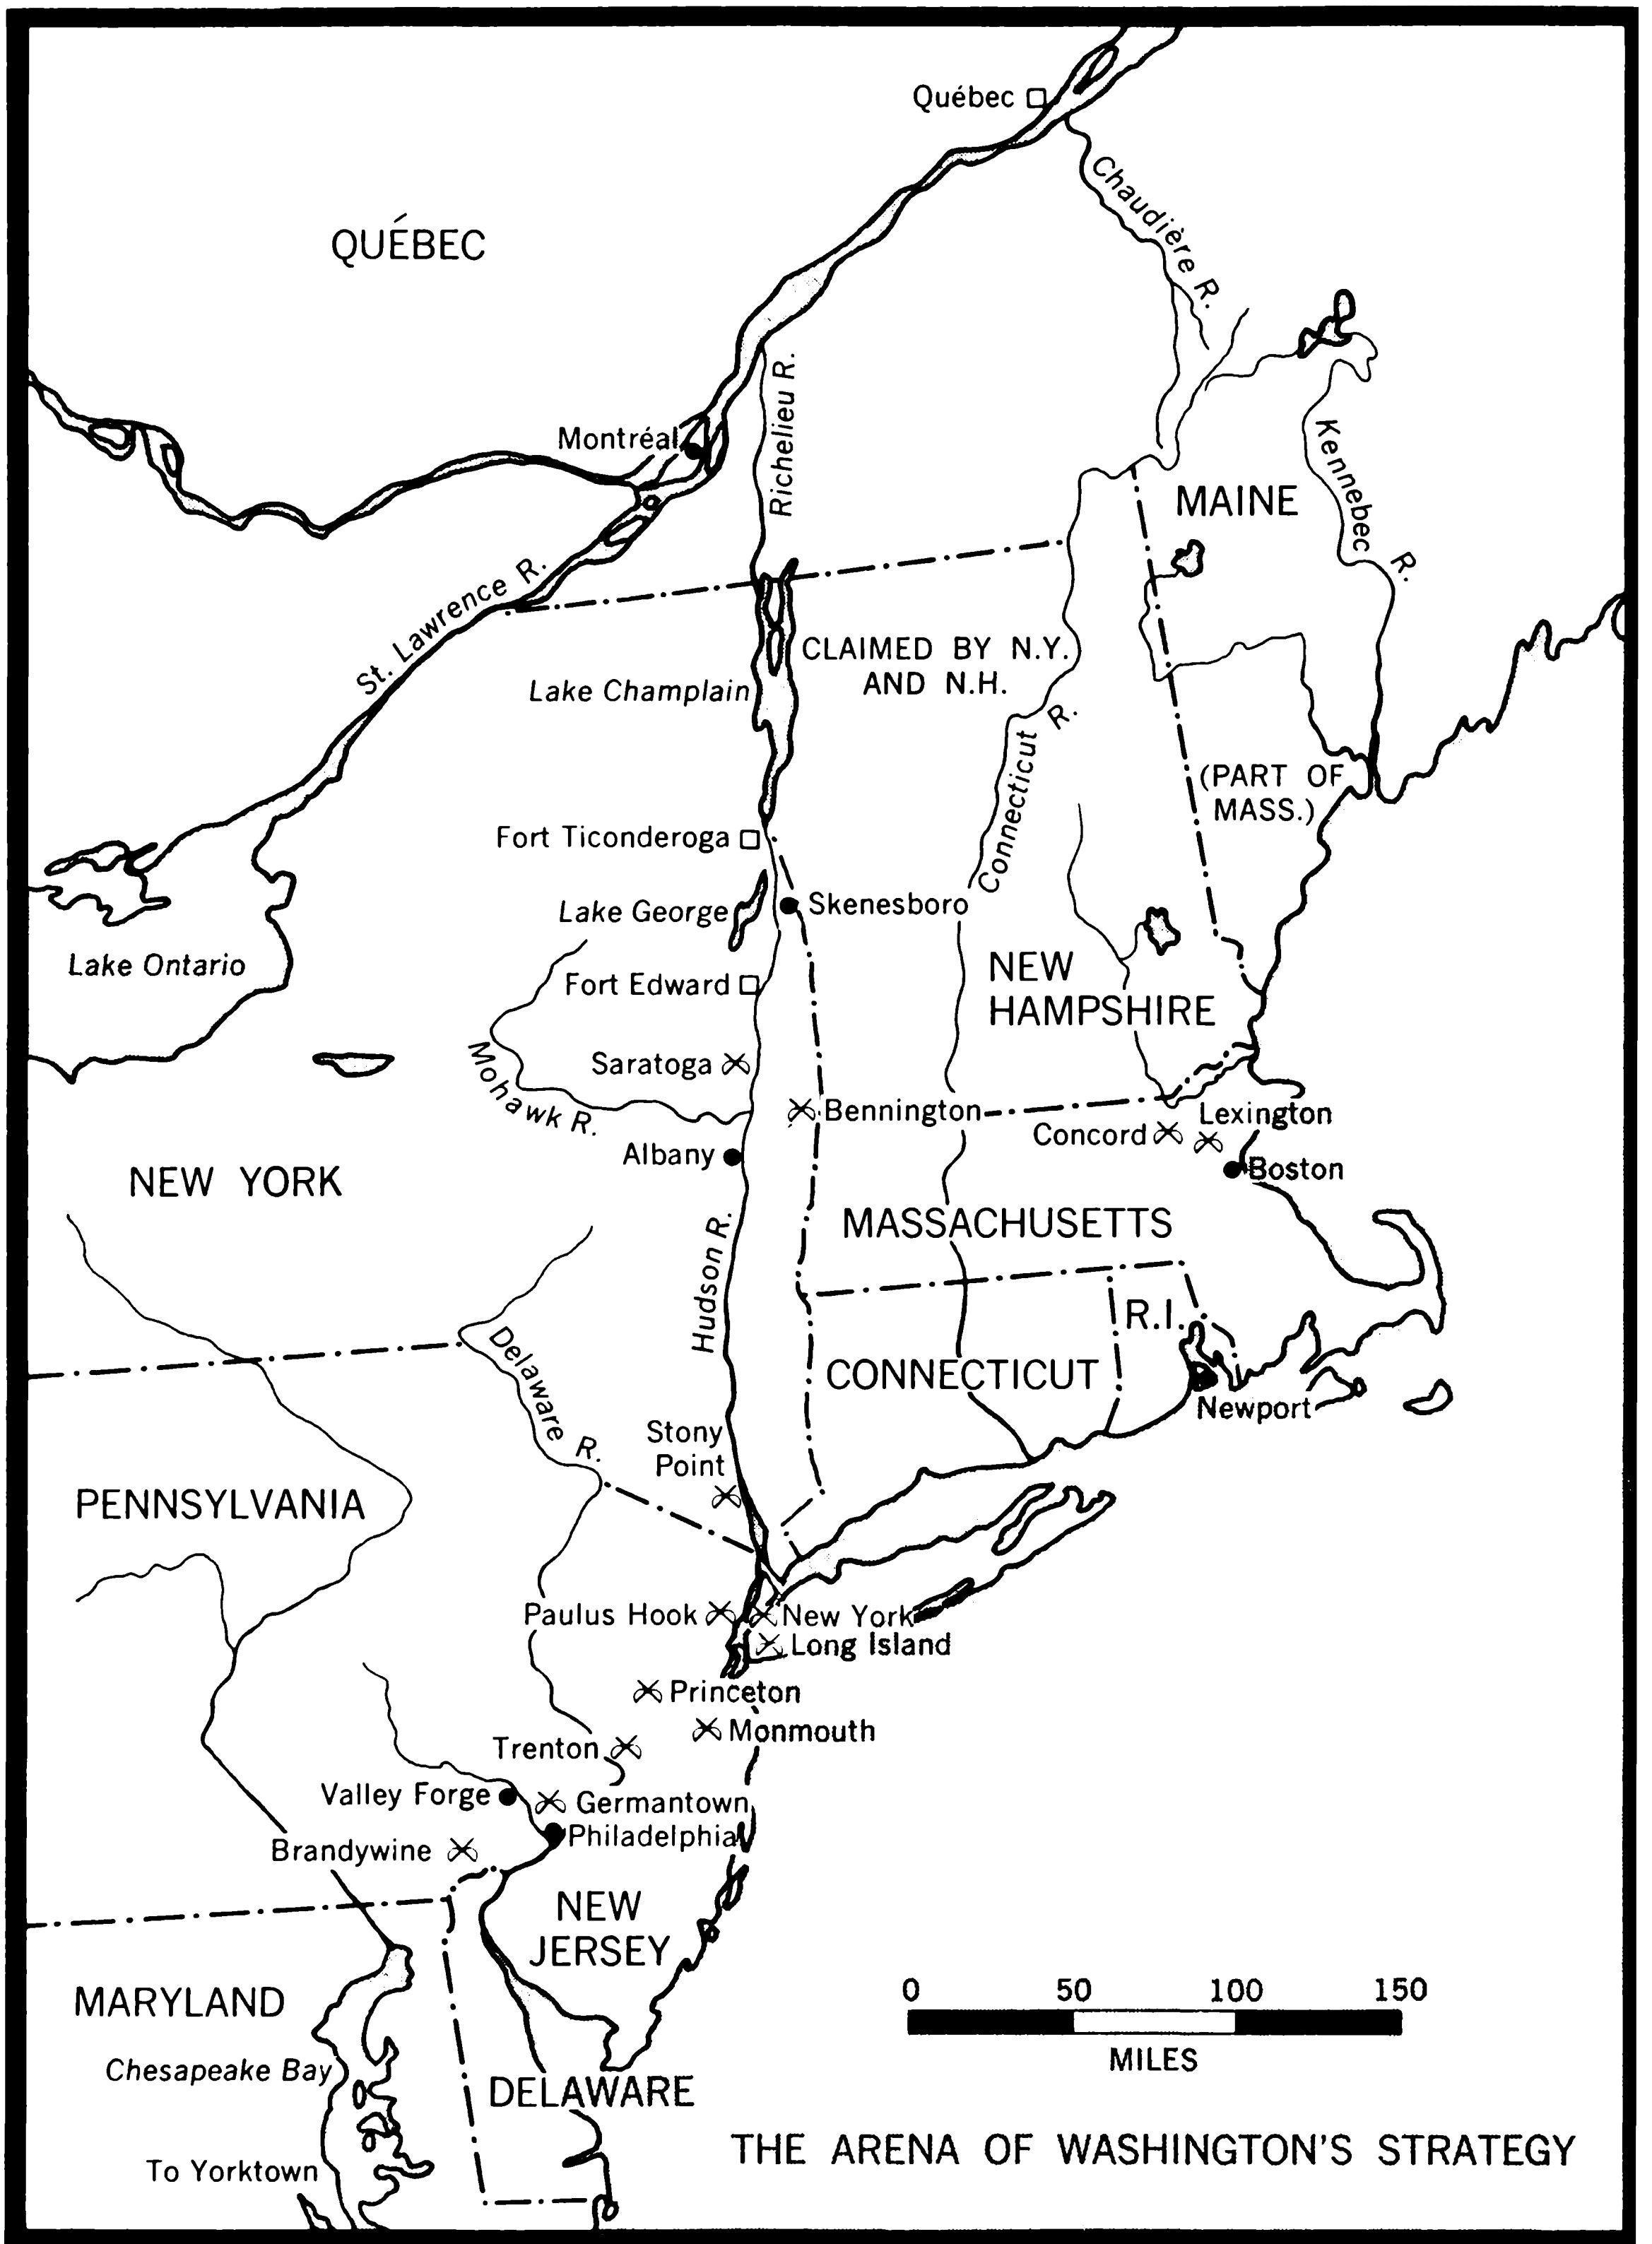 Québec
Chaudière R.
QUÉBEC
Richelieu R.
Montréal
Kennebec R.
MAINE
St. Lawrence R.
CLAIMED BY N.Y.
AND N.H.
Lake Champlain
Connecticut R.
(PART OF
MASS.)
Fort Ticonderoga
Lake George
Skenesboro
Lake Ontario
Fort Edward
NEW
HAMPSHIRE
Saratoga
Mohawk R.
Bennington
Lexington
Concord
Albany
Boston
NEW YORK
MASSACHUSETTS
Hudson R.
R.I.
Delaware R.
CONNECTICUT
Newport
Stony
Point
PENNSYLVANIA
Paulus Hook
New York
Long Island
Princeton
Monmouth
Trenton
Valley Forge
Germantown
Philadelphia
Brandywine
NEW
JERSEY
MARYLAND
0 50 100 150
MILES
Chesapeake Bay
DELAWARE
THE ARENA OF WASHINGTON'S STRATEGY
To Yorktown